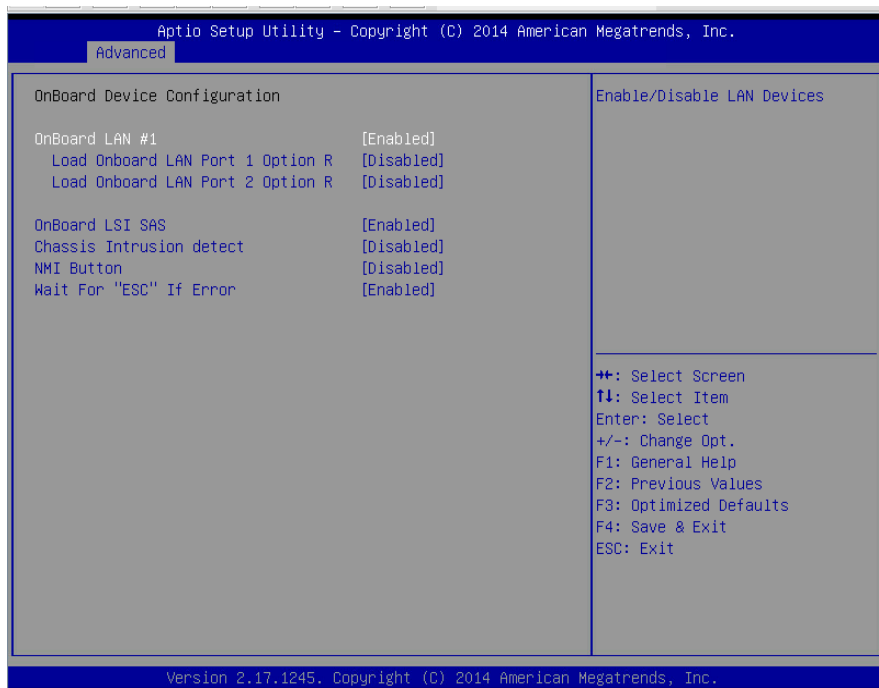 Aptio Setup Utility – Copyright (C) 2014 American Megatrends, Inc.
Advanced
OnBoard Device Configuration
OnBoard LAN #1 [Enabled]
Load Onboard LAN Port 1 Option R [Disabled]
Load Onboard LAN Port 2 Option R [Disabled]
OnBoard LSI SAS [Enabled]
Chassis Intrusion detect [Disabled]
NMI Button [Disabled]
Wait For "ESC" If Error [Enabled]
Enable/Disable LAN Devices
→←: Select Screen
↑↓: Select Item
Enter: Select
+/-: Change Opt.
F1: General Help
F2: Previous Values
F3: Optimized Defaults
F4: Save & Exit
ESC: Exit
Version 2.17.1245. Copyright (C) 2014 American Megatrends, Inc.